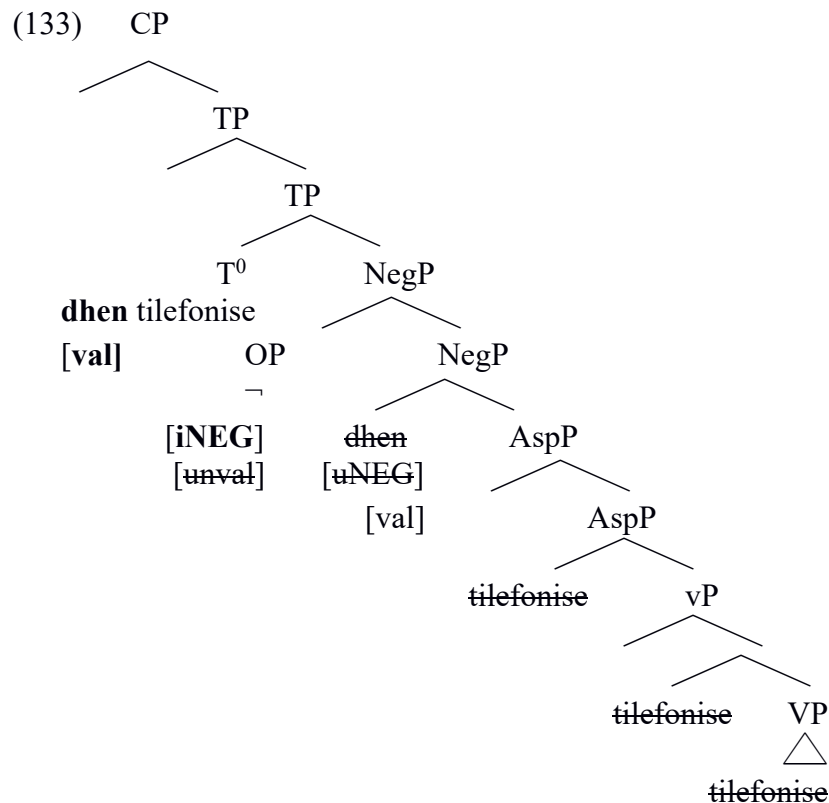 (133) CP
TP
TP
T⁰ NegP
dhen tilefonise
[val] OP NegP
¬
[iNEG] dhen AspP
[unval] [uNEG]
[val] AspP
tilefonise vP
tilefonise VP
tilefonise